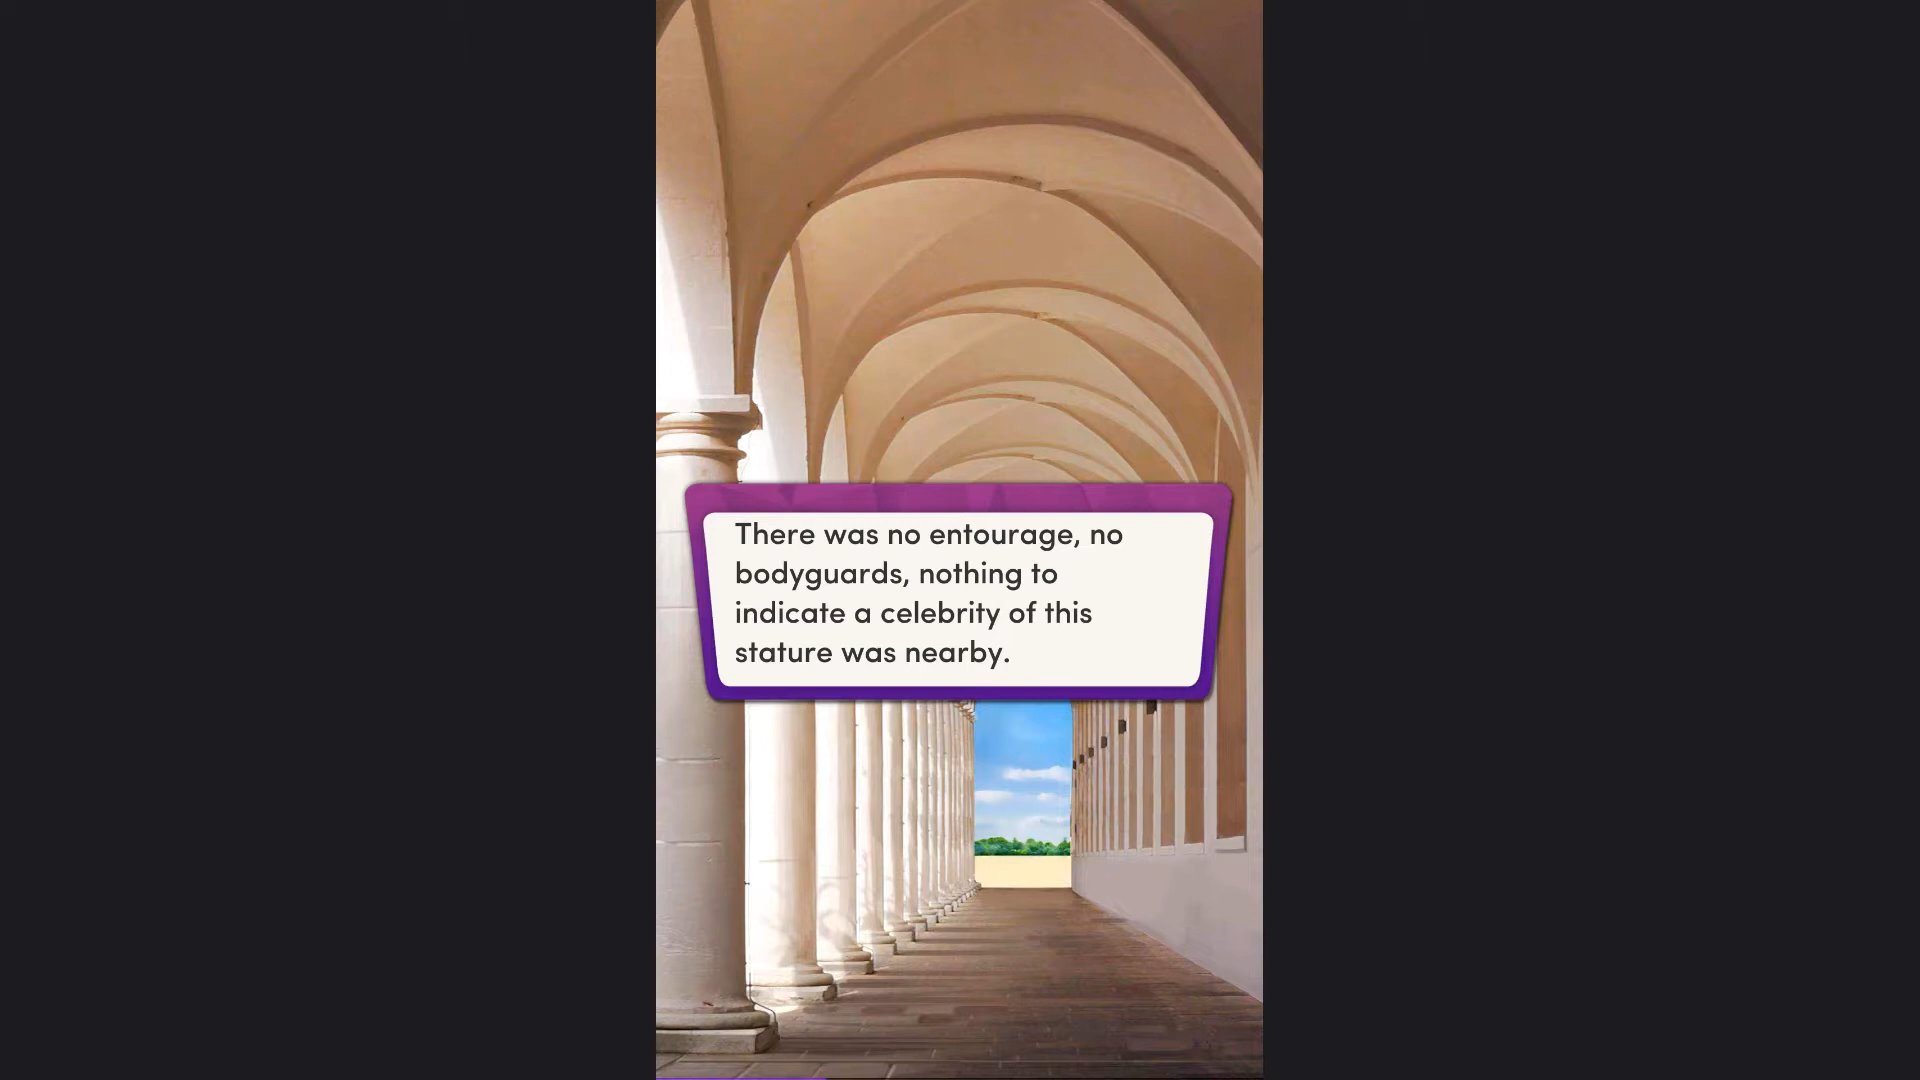 There was no entourage, no
bodyguards, nothing to
indicate a celebrity of this
stature was nearby.